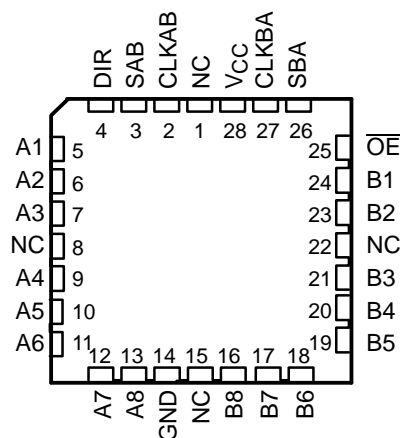 DIR SAB CLKAB NC VCC CLKBA SBA
4 3 2 1 28 27 26
A1 5 25 OE
A2 6 24 B1
A3 7 23 B2
NC 8 22 NC
A4 9 21 B3
A5 10 20 B4
A6 11 19 B5
12 13 14 15 16 17 18
A7 A8 GND NC B8 B7 B6